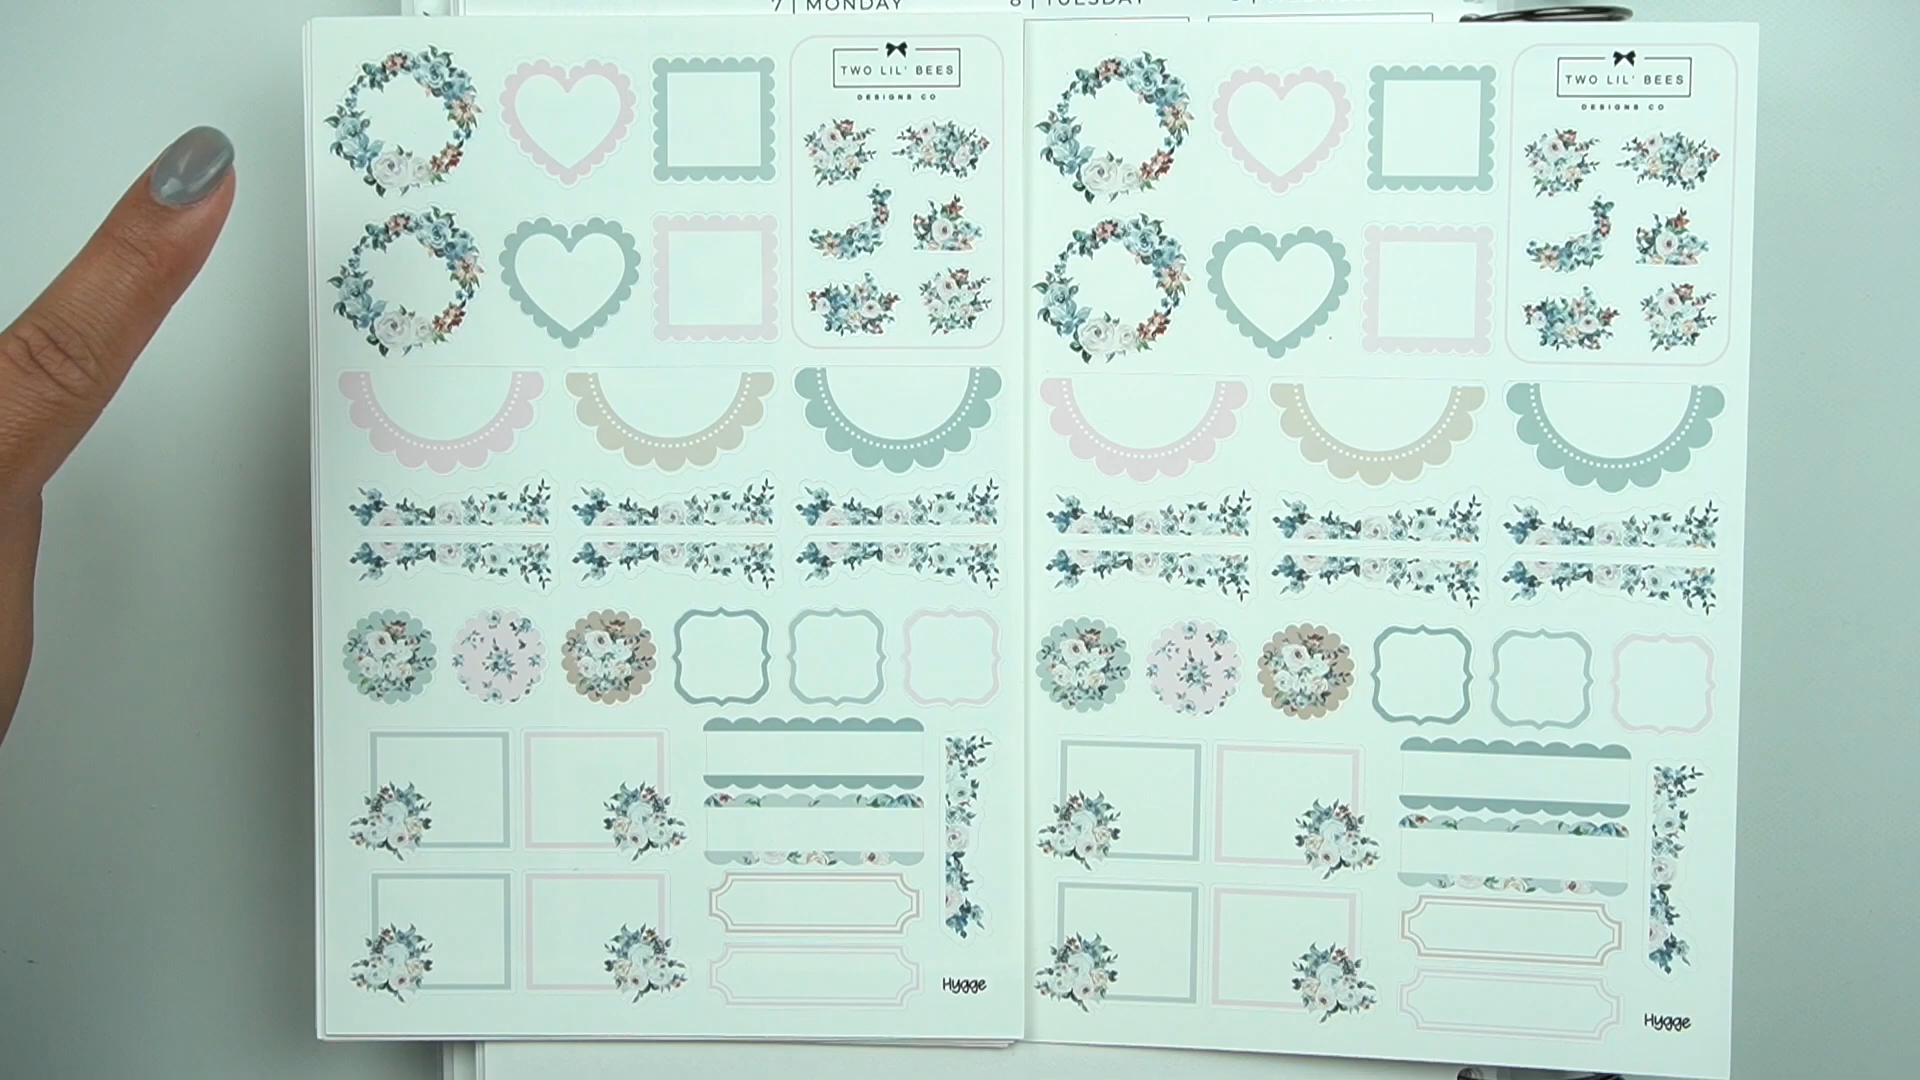 7 | MONDAY
8 | TUESDAY
TWO LIL' BEES
DESIGNS CO
TWO LIL' BEES
DESIGNS CO
Hygge
Hygge